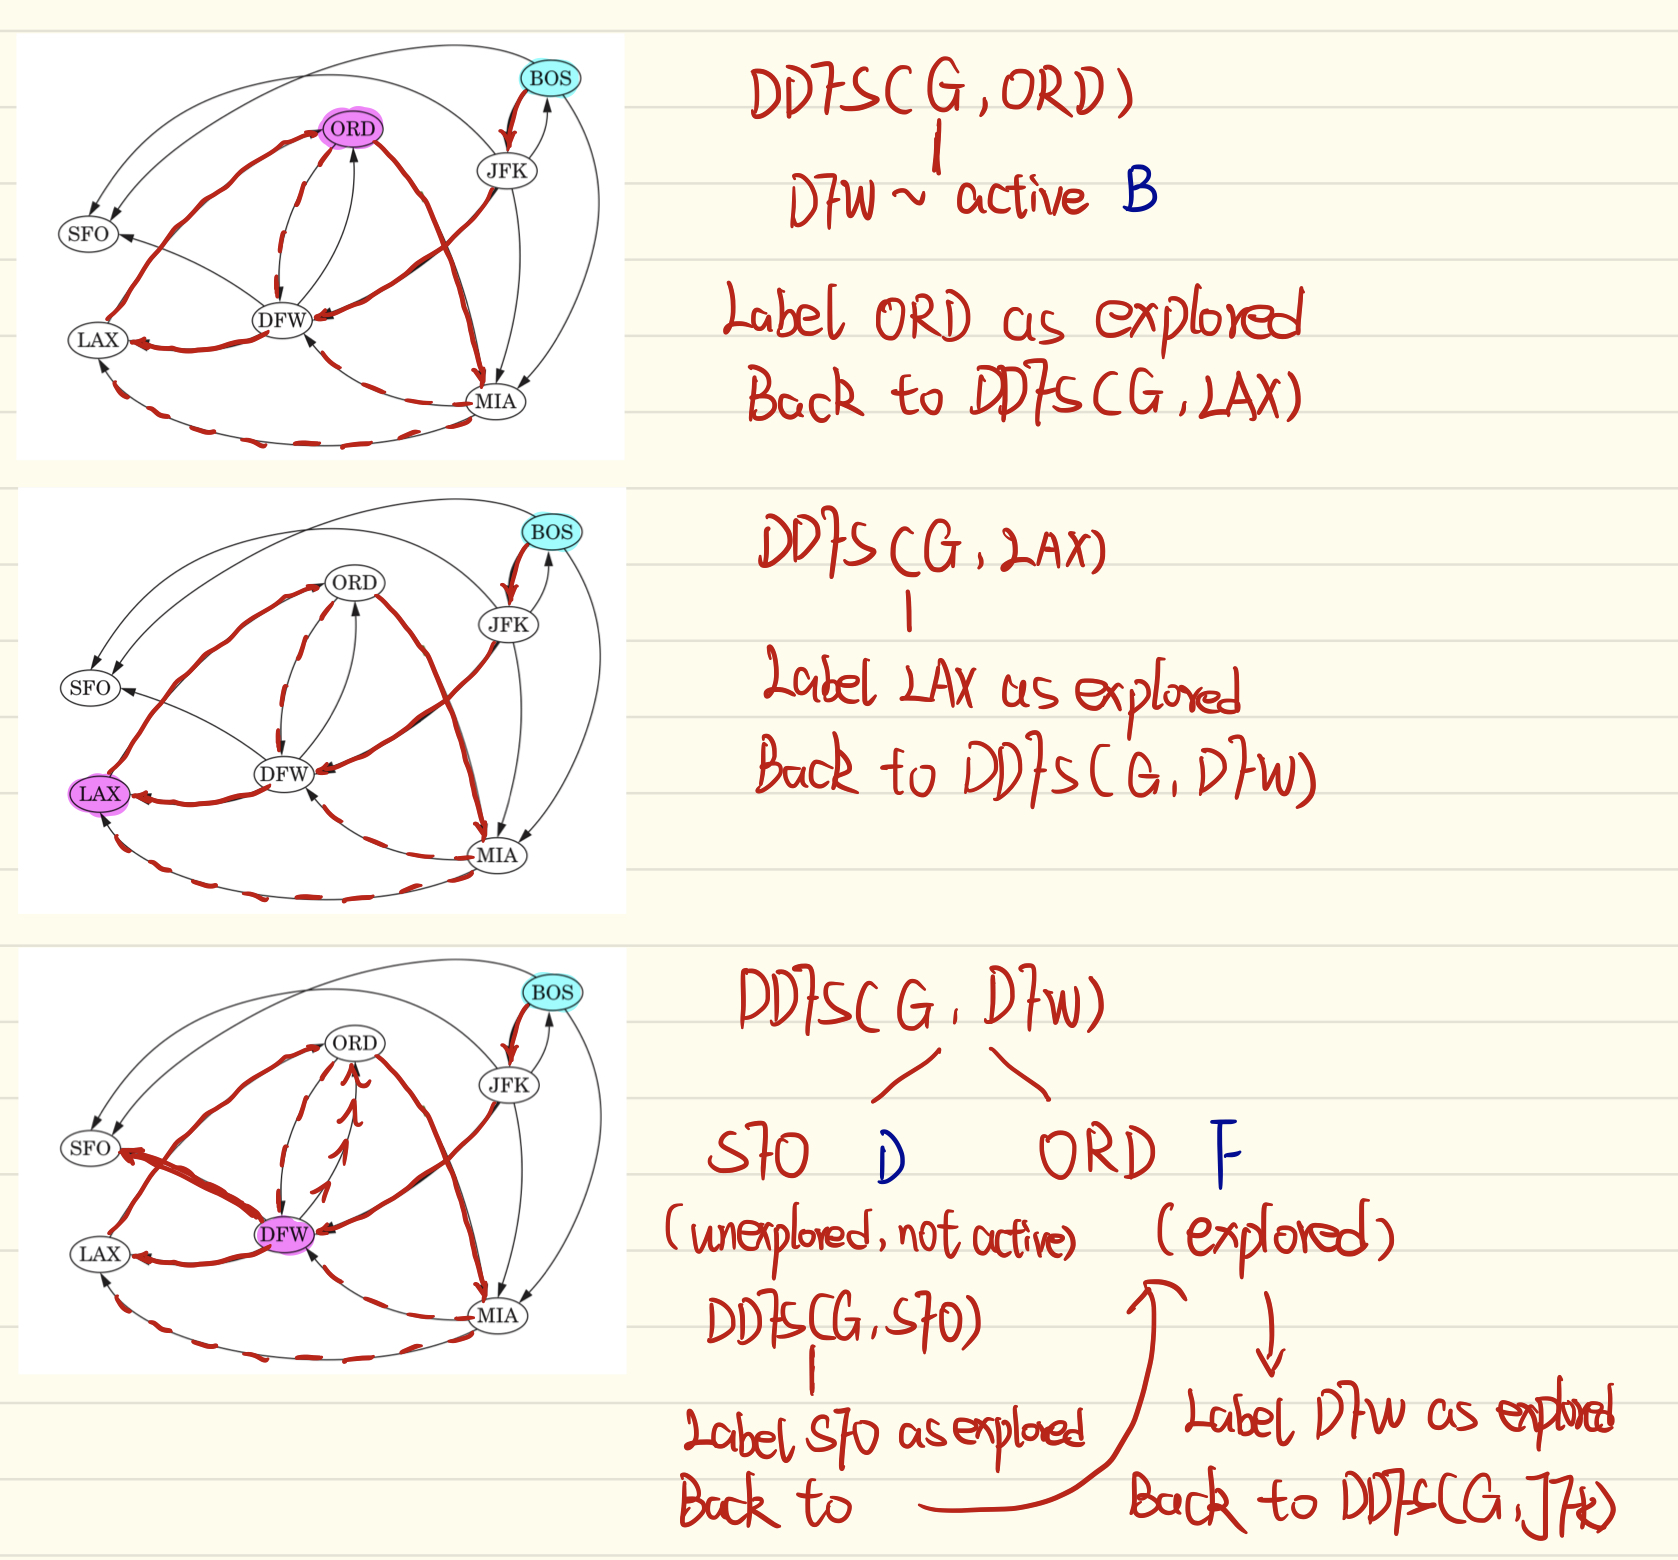 BOS
ORD
JFK
SFO
DFW
LAX
MIA
DDFS(G, ORD)
DFW ~ active B
Label ORD as explored
Back to DDFS(G, LAX)
BOS
ORD
JFK
SFO
DFW
LAX
MIA
DDFS(G, LAX)
Label LAX as explored
Back to DDFS(G, DFW)
BOS
ORD
JFK
SFO
DFW
LAX
MIA
DDFS(G, DFW)
SFO D ORD F
(unexplored, not active) (explored)
DDFS(G, SFO)
Label SFO as explored
Back to
Label DFW as explored
Back to DDFS(G, JFK)